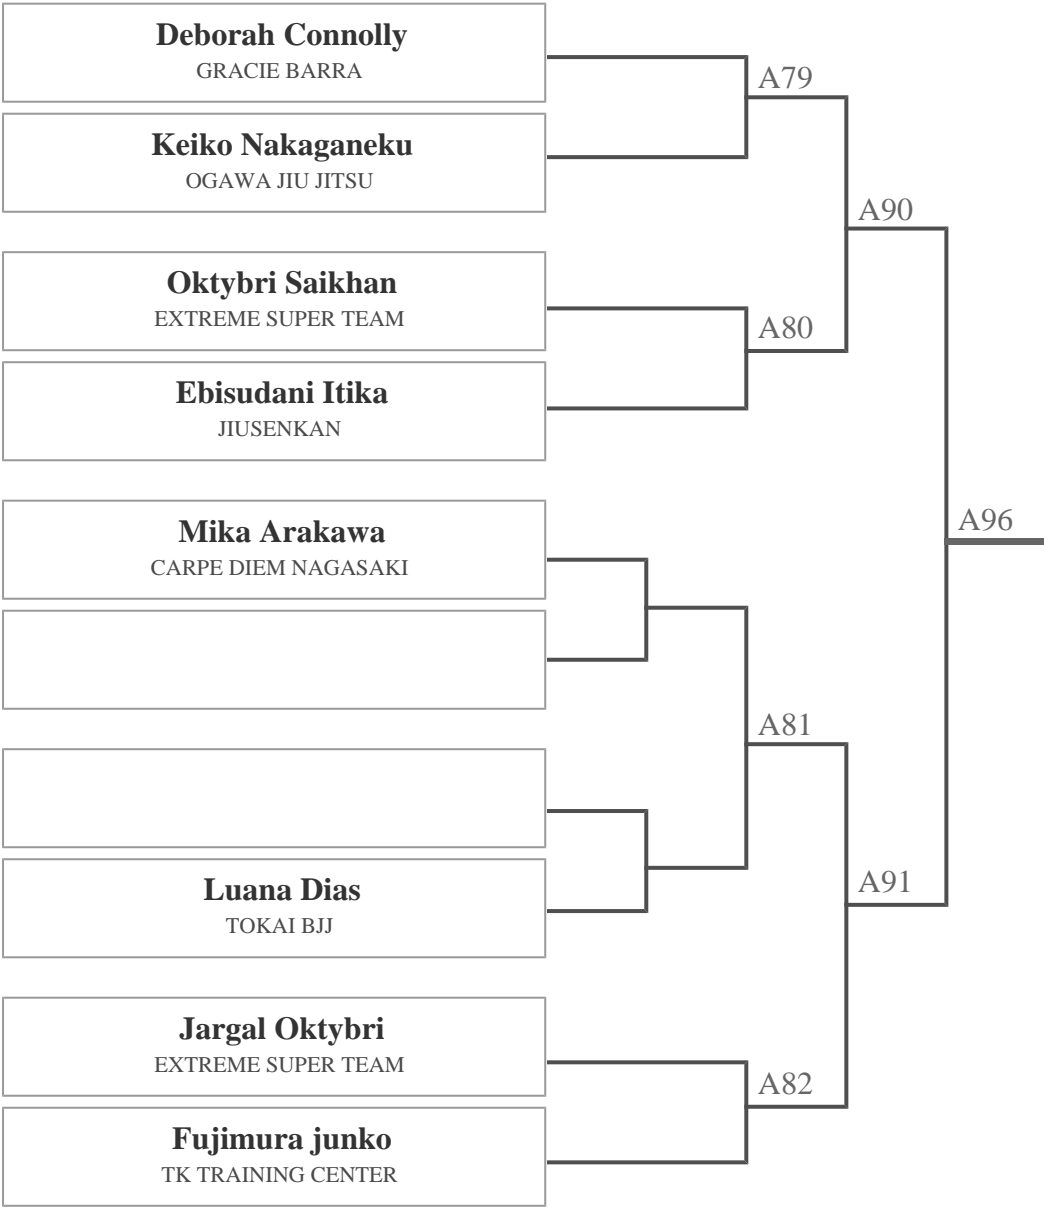 Deborah Connolly
GRACIE BARRA
A79
Keiko Nakaganeku
OGAWA JIU JITSU
A90
Oktybri Saikhan
EXTREME SUPER TEAM
A80
Ebisudani Itika
JIUSENKAN
Mika Arakawa
CARPE DIEM NAGASAKI
A96
A81
Luana Dias
TOKAI BJJ
A91
Jargal Oktybri
EXTREME SUPER TEAM
A82
Fujimura junko
TK TRAINING CENTER